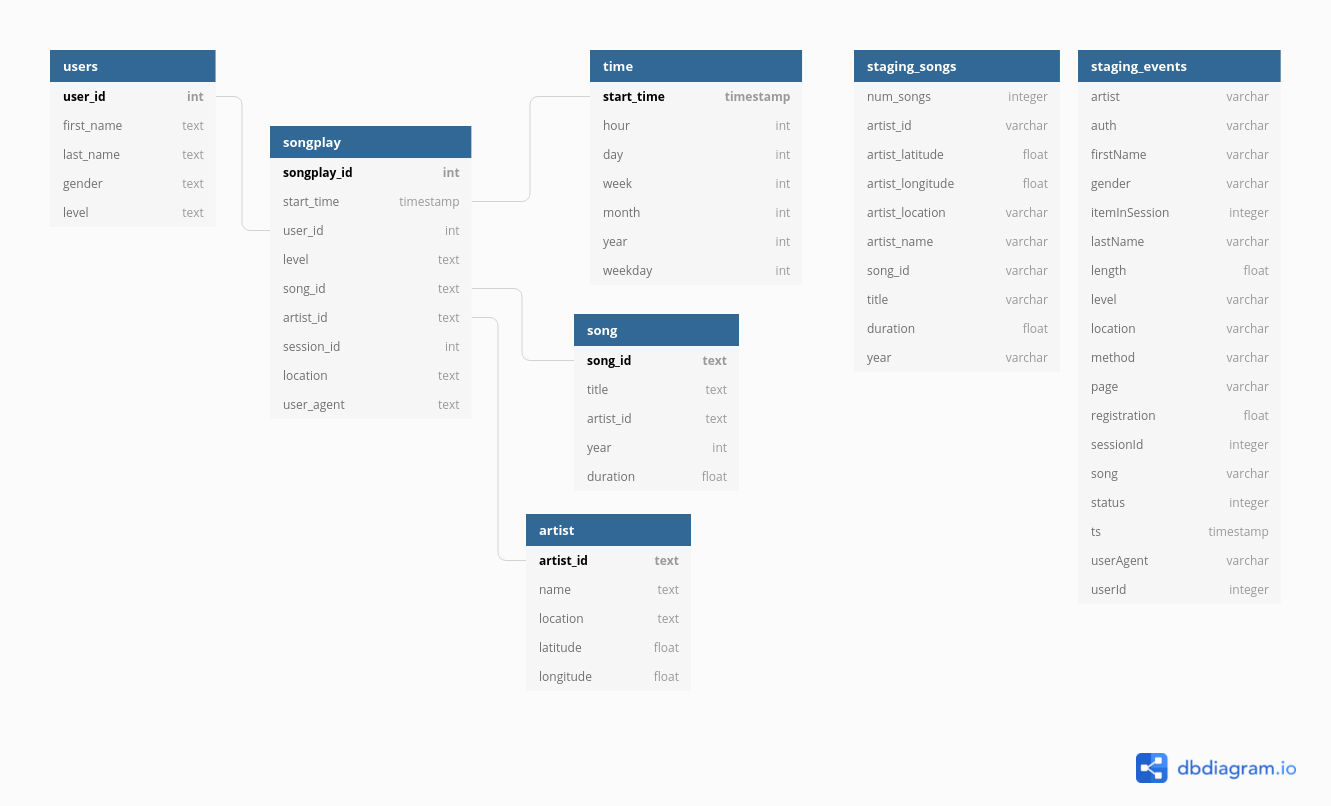 users
user_id int
first_name text
last_name text
gender text
level text
songplay
songplay_id int
start_time timestamp
user_id int
level text
song_id text
artist_id text
session_id int
location text
user_agent text
time
start_time timestamp
hour int
day int
week int
month int
year int
weekday int
song
song_id text
title text
artist_id text
year int
duration float
artist
artist_id text
name text
location text
latitude float
longitude float
staging_songs
num_songs integer
artist_id varchar
artist_latitude float
artist_longitude float
artist_location varchar
artist_name varchar
song_id varchar
title varchar
duration float
year varchar
staging_events
artist varchar
auth varchar
firstName varchar
gender varchar
itemInSession integer
lastName varchar
length float
level varchar
location varchar
method varchar
page varchar
registration float
sessionId integer
song varchar
status integer
ts timestamp
userAgent varchar
userId integer
dbdiagram.io